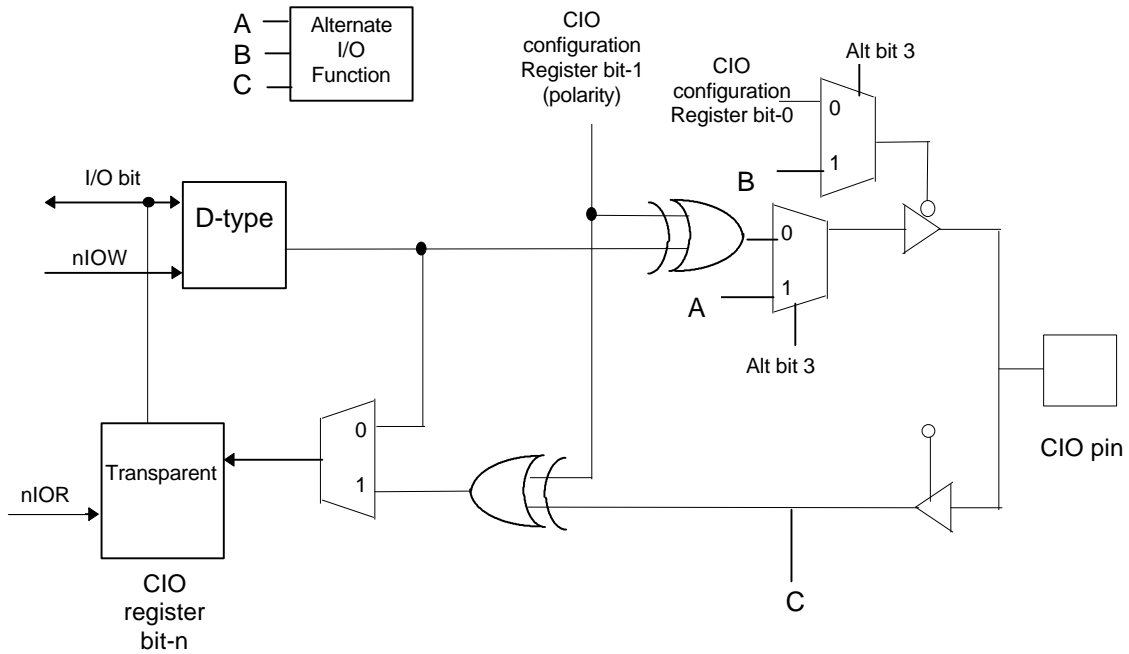 A
B
C
Alternate
I/O
Function
CIO
configuration
Register bit-1
(polarity)
CIO
configuration
Register bit-0
Alt bit 3
0
1
B
I/O bit
D-type
nIOW
0
1
A
Alt bit 3
CIO pin
0
1
Transparent
nIOR
C
CIO
register
bit-n